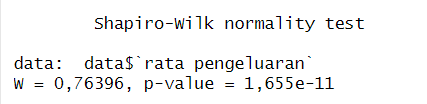 Shapiro-Wilk normality test
data:  data$`rata pengeluaran`
W = 0,76396, p-value = 1,655e-11